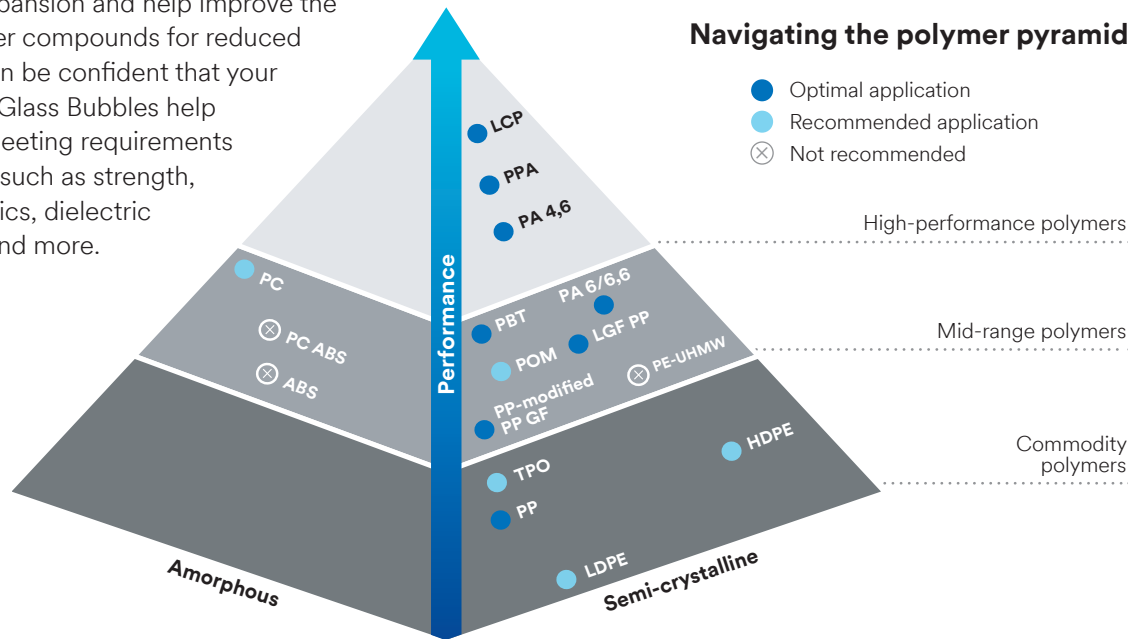 pansion and help improve the
er compounds for reduced
n be confident that your
Glass Bubbles help
eeting requirements
such as strength,
ics, dielectric
nd more.
Navigating the polymer pyramid
Optimal application
Recommended application
Not recommended
High-performance polymers
Mid-range polymers
Commodity
polymers
Performance
LCP
PPA
PA 4,6
PC
PC ABS
ABS
PA 6/6,6
PBT
LGF PP
POM
PE-UHMW
PP-modified
PP GF
HDPE
TPO
PP
LDPE
Amorphous
Semi-crystalline